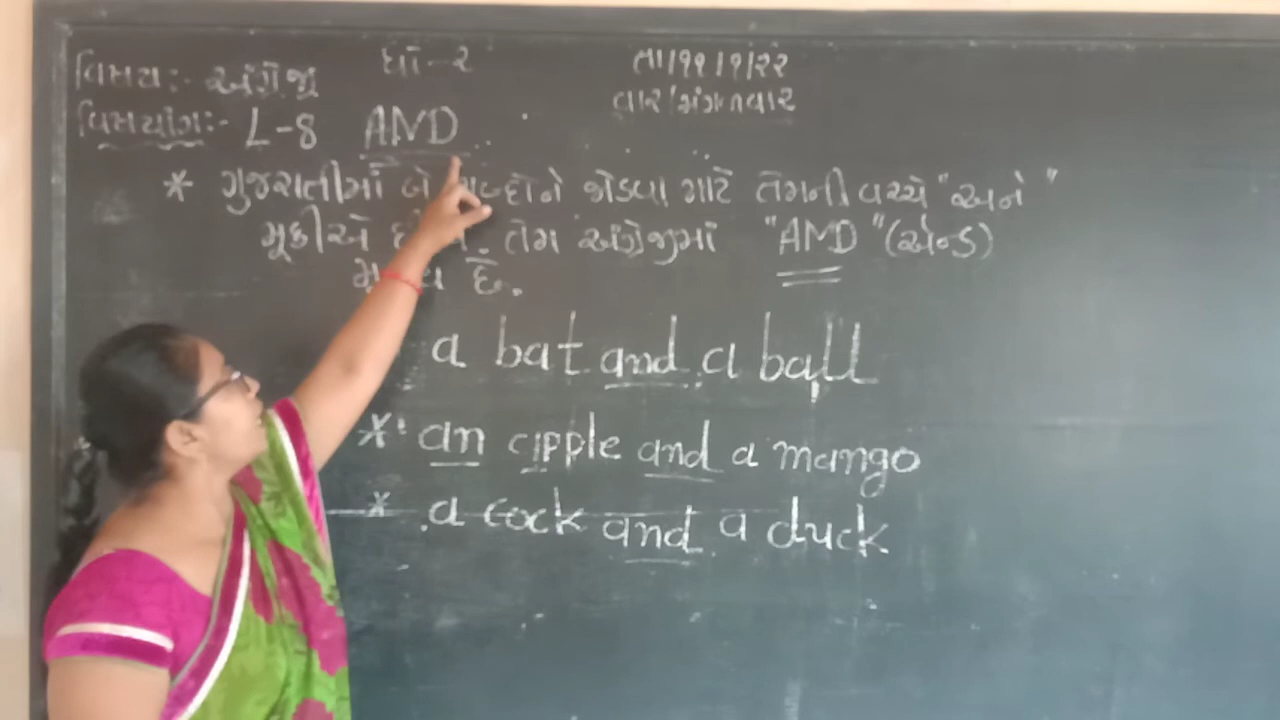 વિષય:- અંગ્રેજી
ધો-૨
તા/૧૧/૧/૨૨
વાર/મંગળવાર
વિષયાંગ:- L-8 AND
* ગુજરાતીમાં બે શબ્દોને જોડવા માટે તેમની વચ્ચે "અને"
મૂકીએ છીએ. તેમ અંગ્રેજીમાં "AND" (એન્ડ)
છે.
a bat and a ball
* an apple and a mango
* a cock and a duck